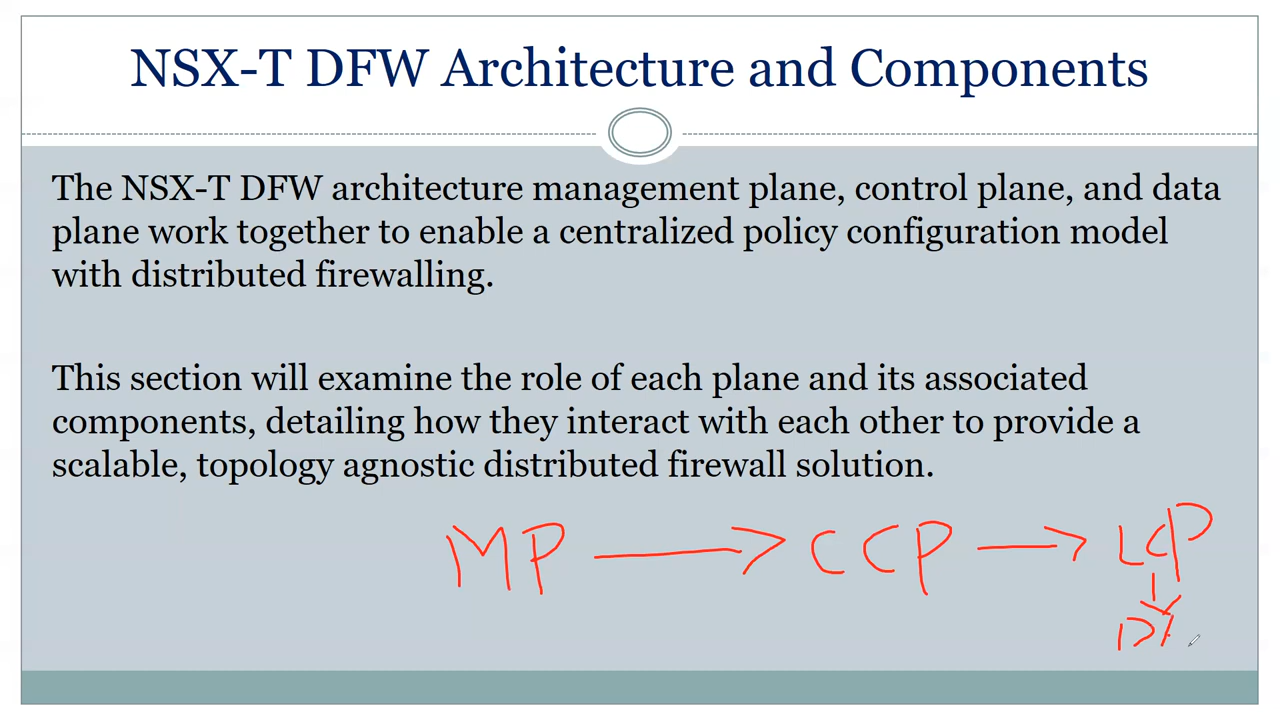 NSX-T DFW Architecture and Components
The NSX-T DFW architecture management plane, control plane, and data
plane work together to enable a centralized policy configuration model
with distributed firewalling.
This section will examine the role of each plane and its associated
components, detailing how they interact with each other to provide a
scalable, topology agnostic distributed firewall solution.
MP → CCP → LCP